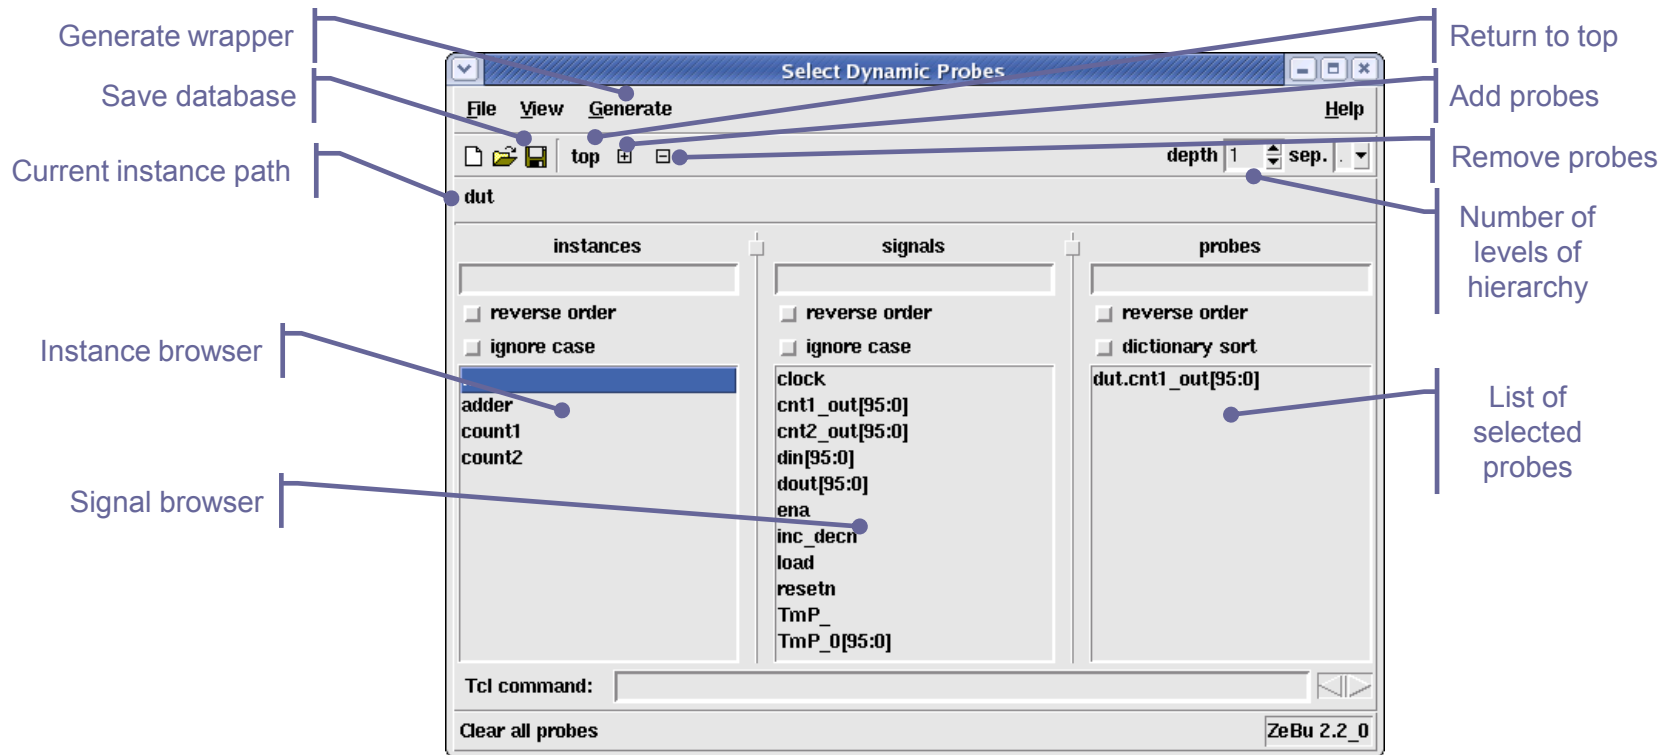 Generate wrapper
Save database
Current instance path
Instance browser
Signal browser
Select Dynamic Probes
File View Generate Help
top depth 1 sep. .
dut
instances signals probes
reverse order reverse order reverse order
ignore case ignore case dictionary sort
adder
count1
count2
clock
cnt1_out[95:0]
cnt2_out[95:0]
din[95:0]
dout[95:0]
ena
inc_decn
load
resetn
TmP_
TmP_0[95:0]
dut.cnt1_out[95:0]
Tcl command:
Clear all probes ZeBu 2.2_0
Return to top
Add probes
Remove probes
Number of
levels of
hierarchy
List of
selected
probes